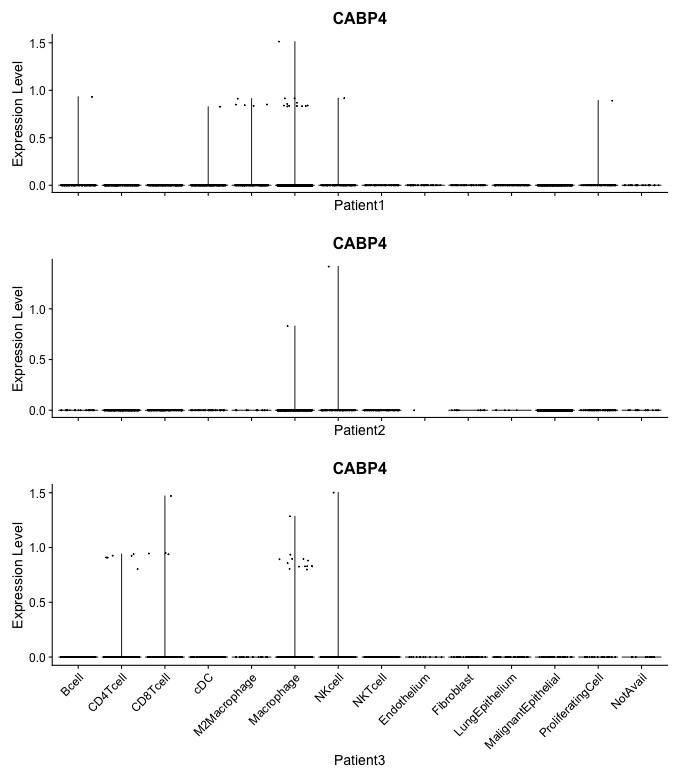 CABP4
Expression Level
1.5
1.0
0.5
0.0
Patient1
CABP4
Expression Level
1.0
0.5
0.0
Patient2
CABP4
Expression Level
1.5
1.0
0.5
0.0
Bcell
CD4Tcell
CD8Tcell
cDC
M2Macrophage
Macrophage
NKcell
NKTcell
Endothelium
Fibroblast
LungEpithelium
MalignantEpithelial
ProliferatingCell
NotAvail
Patient3